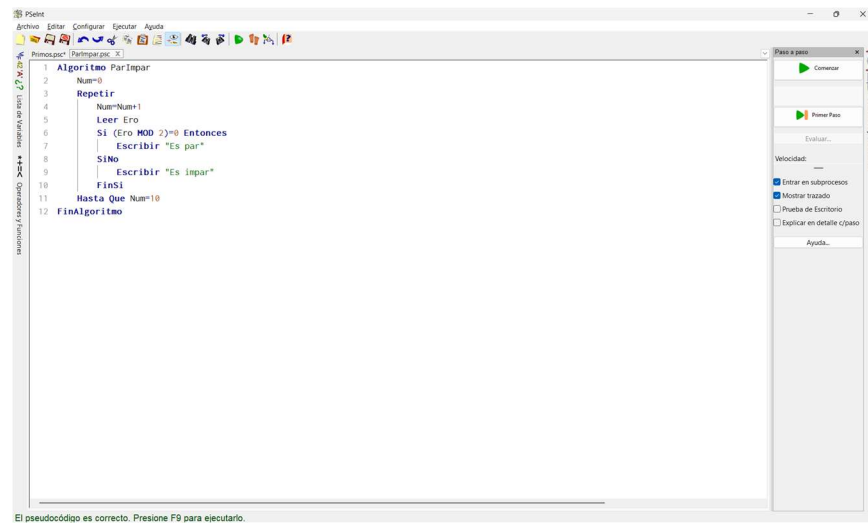 PSeInt
Archivo Editar Configurar Ejecutar Ayuda
Primos.psc* ParImpar.psc X
Lista de Variables
*+=<
Operadores y Funciones
1 Algoritmo ParImpar
2 Num=0
3 Repetir
4 Num=Num+1
5 Leer Ero
6 Si (Ero MOD 2)=0 Entonces
7 Escribir "Es par"
8 SiNo
9 Escribir "Es impar"
10 FinSi
11 Hasta Que Num=10
12 FinAlgoritmo
Paso a paso x
Comenzar
Primer Paso
Evaluar...
Velocidad:
Entrar en subprocesos
Mostrar trazado
Prueba de Escritorio
Explicar en detalle c/paso
Ayuda...
El pseudocódigo es correcto. Presione F9 para ejecutarlo.